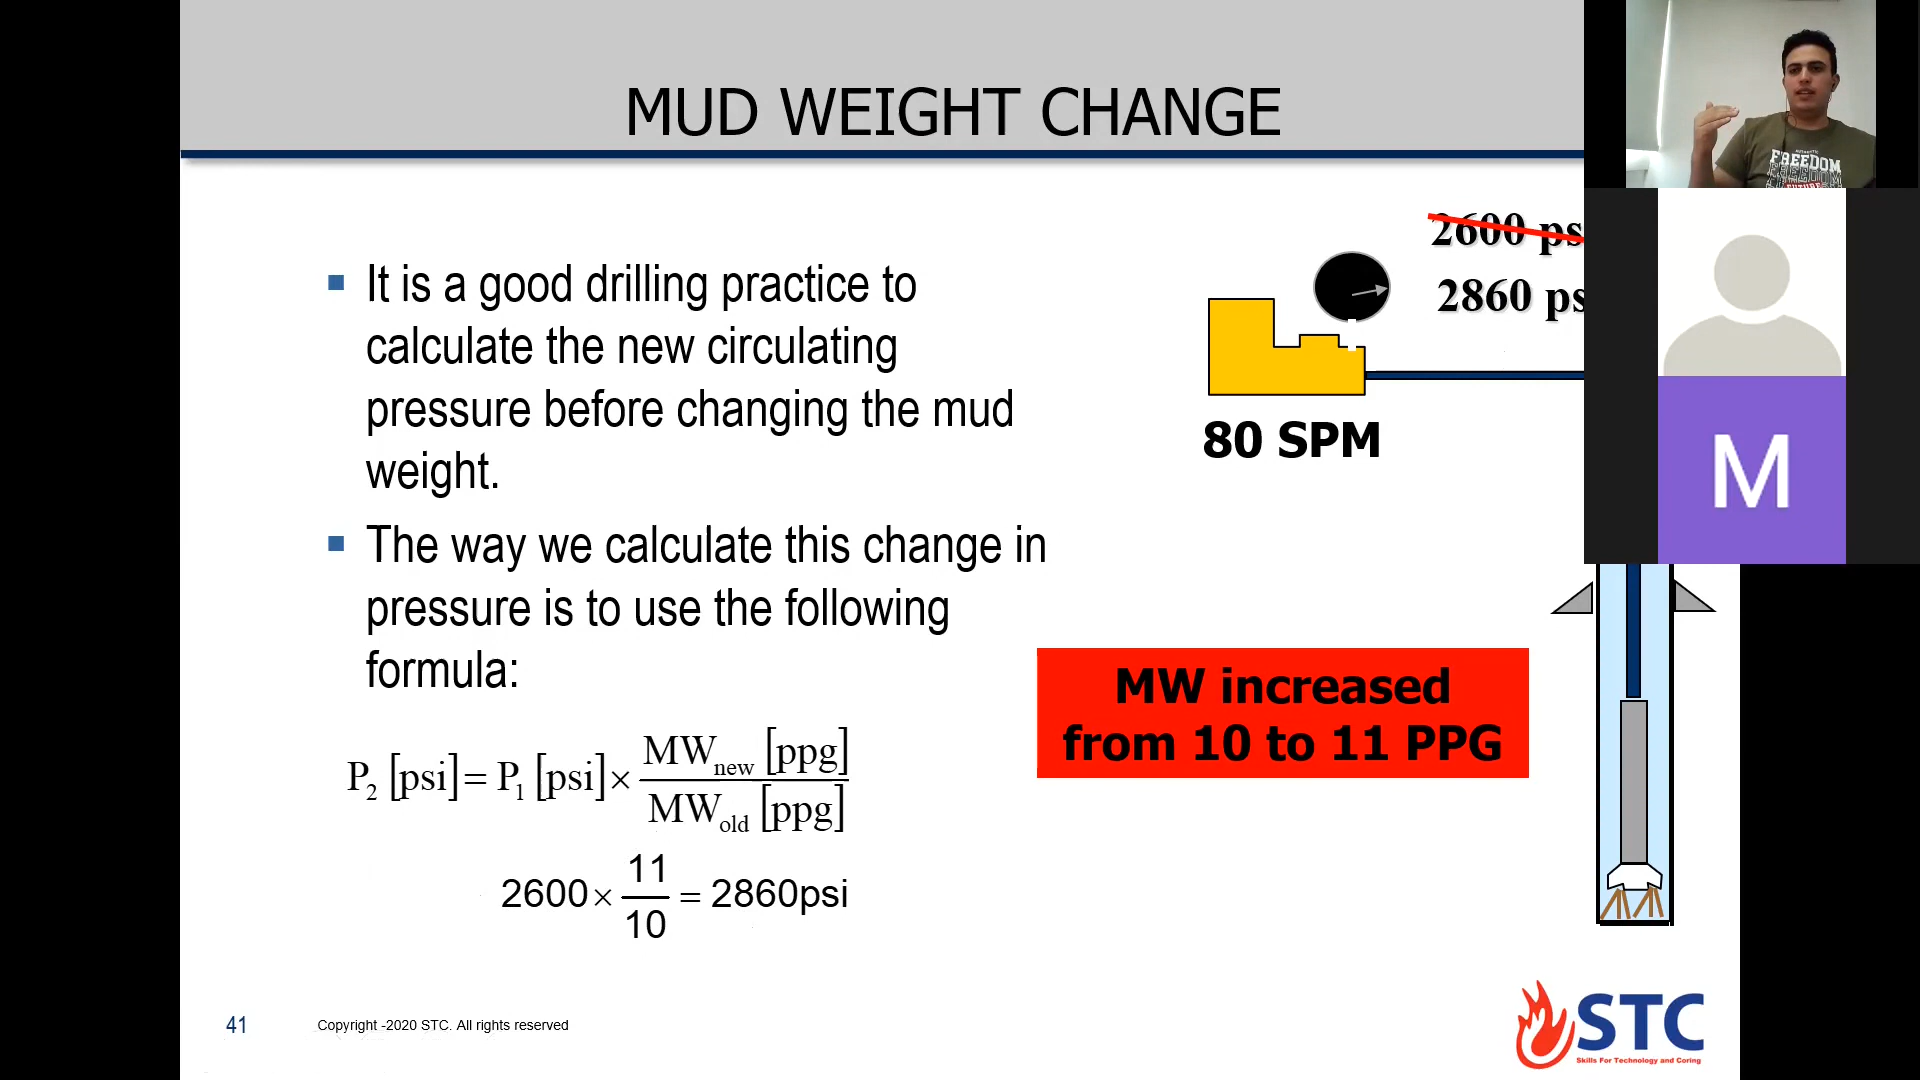 MUD WEIGHT CHANGE
It is a good drilling practice to
calculate the new circulating
pressure before changing the mud
weight.
The way we calculate this change in
pressure is to use the following
formula:
P₂ [psi] = P₁ [psi] × MW_new [ppg] / MW_old [ppg]
2600 × 11/10 = 2860psi
2600 ps
2860 ps
80 SPM
MW increased
from 10 to 11 PPG
M
FREEDOM
41
Copyright -2020 STC. All rights reserved
STC
Skills For Technology and Coring